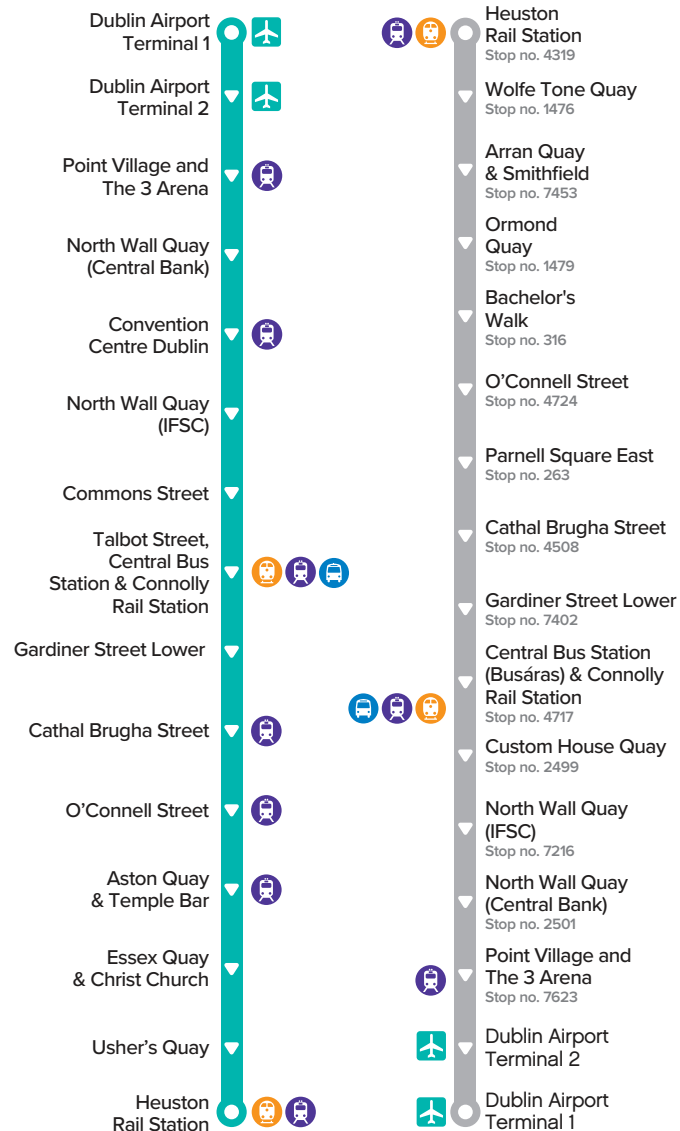 Dublin Airport
Terminal 1
Dublin Airport
Terminal 2
Point Village and
The 3 Arena
North Wall Quay
(Central Bank)
Convention
Centre Dublin
North Wall Quay
(IFSC)
Commons Street
Talbot Street,
Central Bus
Station & Connolly
Rail Station
Gardiner Street Lower
Cathal Brugha Street
O'Connell Street
Aston Quay
& Temple Bar
Essex Quay
& Christ Church
Usher's Quay
Heuston
Rail Station
Heuston
Rail Station
Stop no. 4319
Wolfe Tone Quay
Stop no. 1476
Arran Quay
& Smithfield
Stop no. 7453
Ormond
Quay
Stop no. 1479
Bachelor's
Walk
Stop no. 316
O'Connell Street
Stop no. 4724
Parnell Square East
Stop no. 263
Cathal Brugha Street
Stop no. 4508
Gardiner Street Lower
Stop no. 7402
Central Bus Station
(Busáras) & Connolly
Rail Station
Stop no. 4717
Custom House Quay
Stop no. 2499
North Wall Quay
(IFSC)
Stop no. 7216
North Wall Quay
(Central Bank)
Stop no. 2501
Point Village and
The 3 Arena
Stop no. 7623
Dublin Airport
Terminal 2
Dublin Airport
Terminal 1